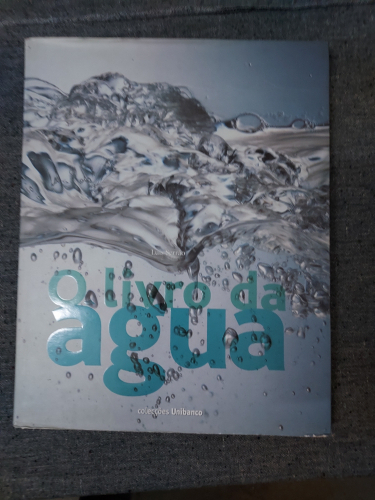 O livro da
água
colecções Unibanco